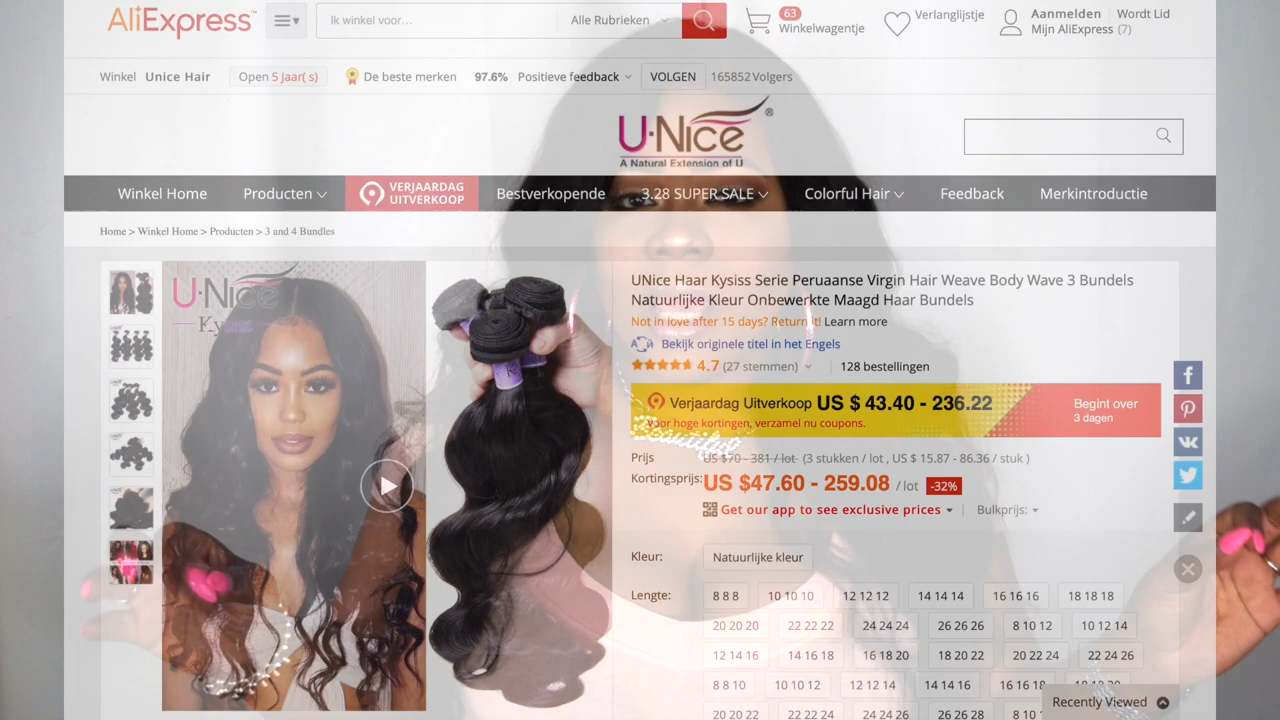 AliExpress™
Ik winkel voor...
Alle Rubrieken
63
Winkelwagentje
Verlanglijstje
Aanmelden | Wordt Lid
Mijn AliExpress (7)
Winkel Unice Hair
Open 5 Jaar( s)
De beste merken
97.6% Positieve feedback
VOLGEN
165852 Volgers
U·NICE ®
A Natural Extension of U
Winkel Home
Producten
VERJAARDAG
UITVERKOOP
Bestverkopende
3.28 SUPER SALE
Colorful Hair
Feedback
Merkintroductie
Home > Winkel Home > Producten > 3 and 4 Bundles
U·NICE
Kysiss
UNice Haar Kysiss Serie Peruaanse Virgin Hair Weave Body Wave 3 Bundels
Natuurlijke Kleur Onbewerkte Maagd Haar Bundels
Not in love after 15 days? Return it! Learn more
Bekijk originele titel in het Engels
4.7 (27 stemmen) | 128 bestellingen
Verjaardag Uitverkoop US $ 43.40 - 236.22
Voor hoge kortingen, verzamel nu coupons.
Begint over
3 dagen
Beautiful
Prijs
US $70 - 381 / lot (3 stukken / lot , US $ 15.87 - 86.36 / stuk )
Kortingsprijs: US $47.60 - 259.08 / lot -32%
Get our app to see exclusive prices | Bulkprijs:
Kleur: Natuurlijke kleur
Lengte: 8 8 8 10 10 10 12 12 12 14 14 14 16 16 16 18 18 18
20 20 20 22 22 22 24 24 24 26 26 26 8 10 12 10 12 14
12 14 16 14 16 18 16 18 20 18 20 22 20 22 24 22 24 26
8 8 10 10 10 12 12 12 14 14 14 16 16 16 18
20 20 22 22 22 24 24 24 26 26 26 28
Recently Viewed